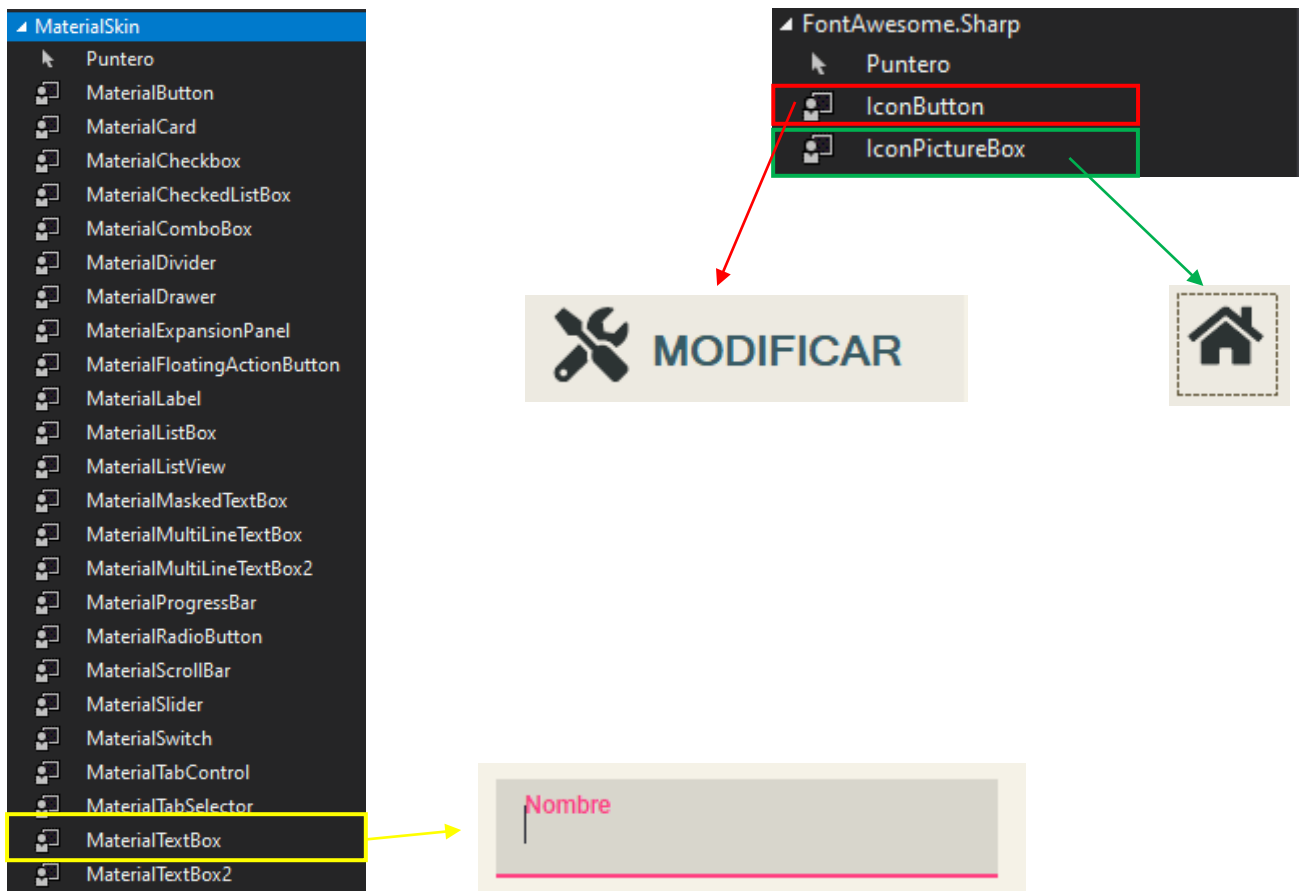 MaterialSkin
Puntero
MaterialButton
MaterialCard
MaterialCheckbox
MaterialCheckedListBox
MaterialComboBox
MaterialDivider
MaterialDrawer
MaterialExpansionPanel
MaterialFloatingActionButton
MaterialLabel
MaterialListBox
MaterialListView
MaterialMaskedTextBox
MaterialMultiLineTextBox
MaterialMultiLineTextBox2
MaterialProgressBar
MaterialRadioButton
MaterialScrollBar
MaterialSlider
MaterialSwitch
MaterialTabControl
MaterialTabSelector
MaterialTextBox
MaterialTextBox2
FontAwesome.Sharp
Puntero
IconButton
IconPictureBox
MODIFICAR
Nombre